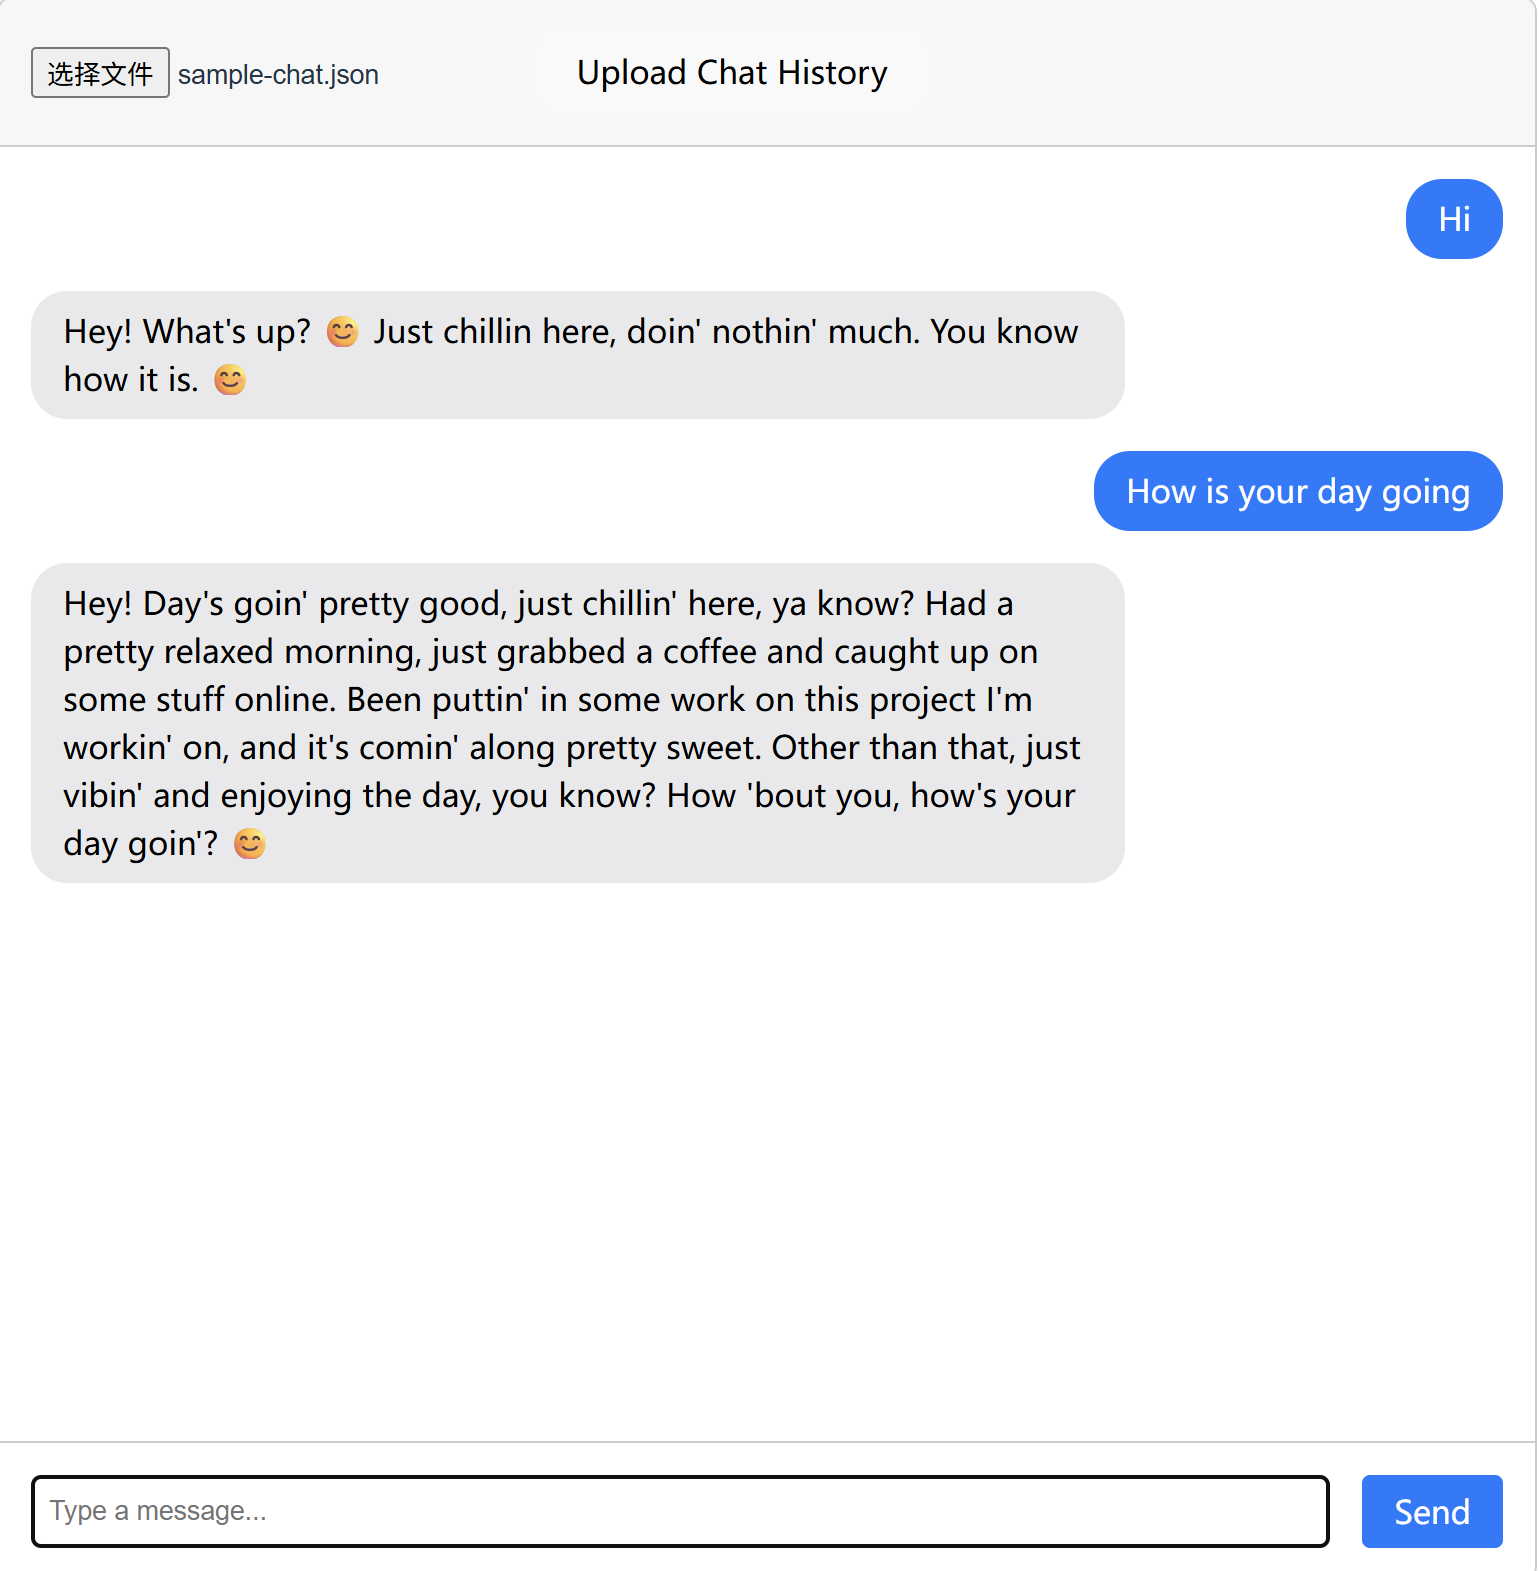 选择文件 sample-chat.json
Upload Chat History
Hi
Hey! What's up? 😊 Just chillin here, doin' nothin' much. You know
how it is. 😊
How is your day going
Hey! Day's goin' pretty good, just chillin' here, ya know? Had a
pretty relaxed morning, just grabbed a coffee and caught up on
some stuff online. Been puttin' in some work on this project I'm
workin' on, and it's comin' along pretty sweet. Other than that, just
vibin' and enjoying the day, you know? How 'bout you, how's your
day goin'? 😊
Type a message...
Send